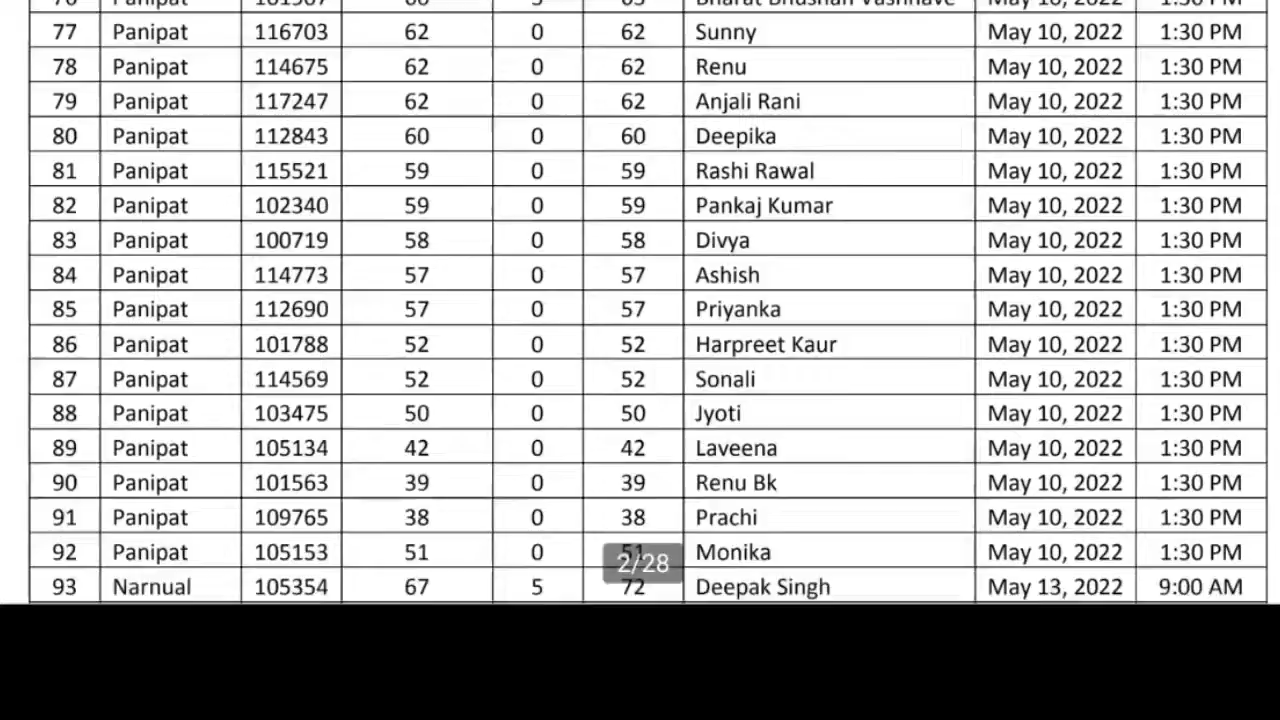 77 Panipat 116703 62 0 62 Sunny May 10, 2022 1:30 PM
78 Panipat 114675 62 0 62 Renu May 10, 2022 1:30 PM
79 Panipat 117247 62 0 62 Anjali Rani May 10, 2022 1:30 PM
80 Panipat 112843 60 0 60 Deepika May 10, 2022 1:30 PM
81 Panipat 115521 59 0 59 Rashi Rawal May 10, 2022 1:30 PM
82 Panipat 102340 59 0 59 Pankaj Kumar May 10, 2022 1:30 PM
83 Panipat 100719 58 0 58 Divya May 10, 2022 1:30 PM
84 Panipat 114773 57 0 57 Ashish May 10, 2022 1:30 PM
85 Panipat 112690 57 0 57 Priyanka May 10, 2022 1:30 PM
86 Panipat 101788 52 0 52 Harpreet Kaur May 10, 2022 1:30 PM
87 Panipat 114569 52 0 52 Sonali May 10, 2022 1:30 PM
88 Panipat 103475 50 0 50 Jyoti May 10, 2022 1:30 PM
89 Panipat 105134 42 0 42 Laveena May 10, 2022 1:30 PM
90 Panipat 101563 39 0 39 Renu Bk May 10, 2022 1:30 PM
91 Panipat 109765 38 0 38 Prachi May 10, 2022 1:30 PM
92 Panipat 105153 51 0 51 Monika May 10, 2022 1:30 PM
2/28
93 Narnual 105354 67 5 72 Deepak Singh May 13, 2022 9:00 AM